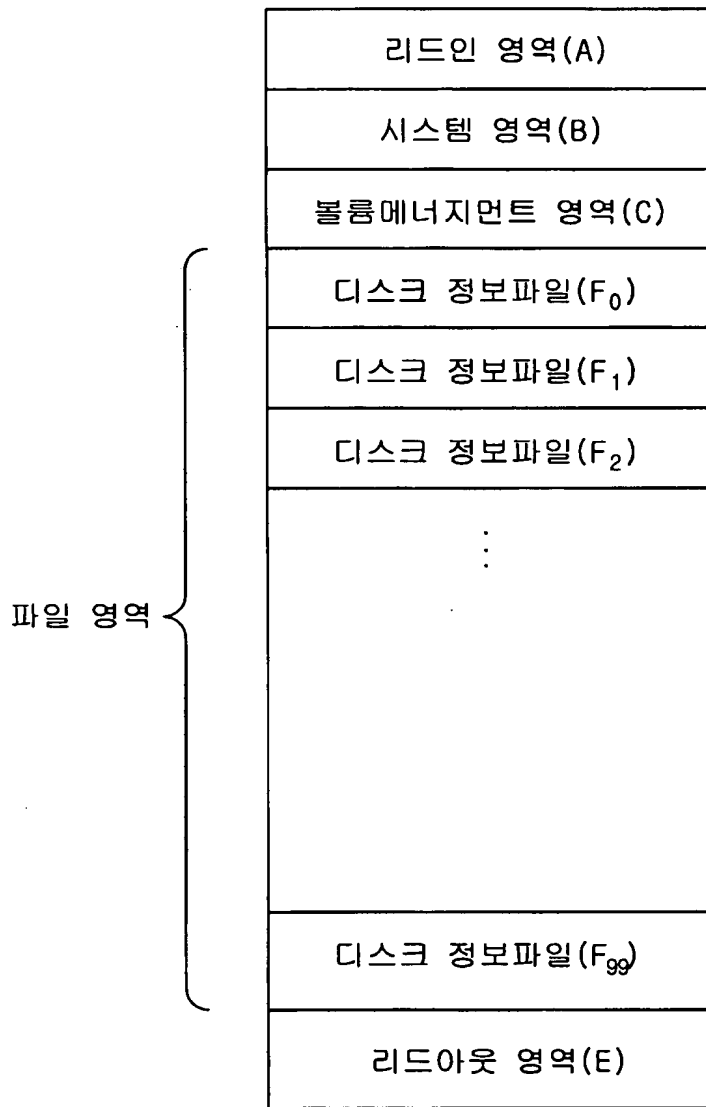 리드인 영역(A)
시스템 영역(B)
볼륨메너지먼트 영역(C)
디스크 정보파일(F₀)
디스크 정보파일(F₁)
디스크 정보파일(F₂)
⋮
파일 영역
디스크 정보파일(F₉₉)
리드아웃 영역(E)